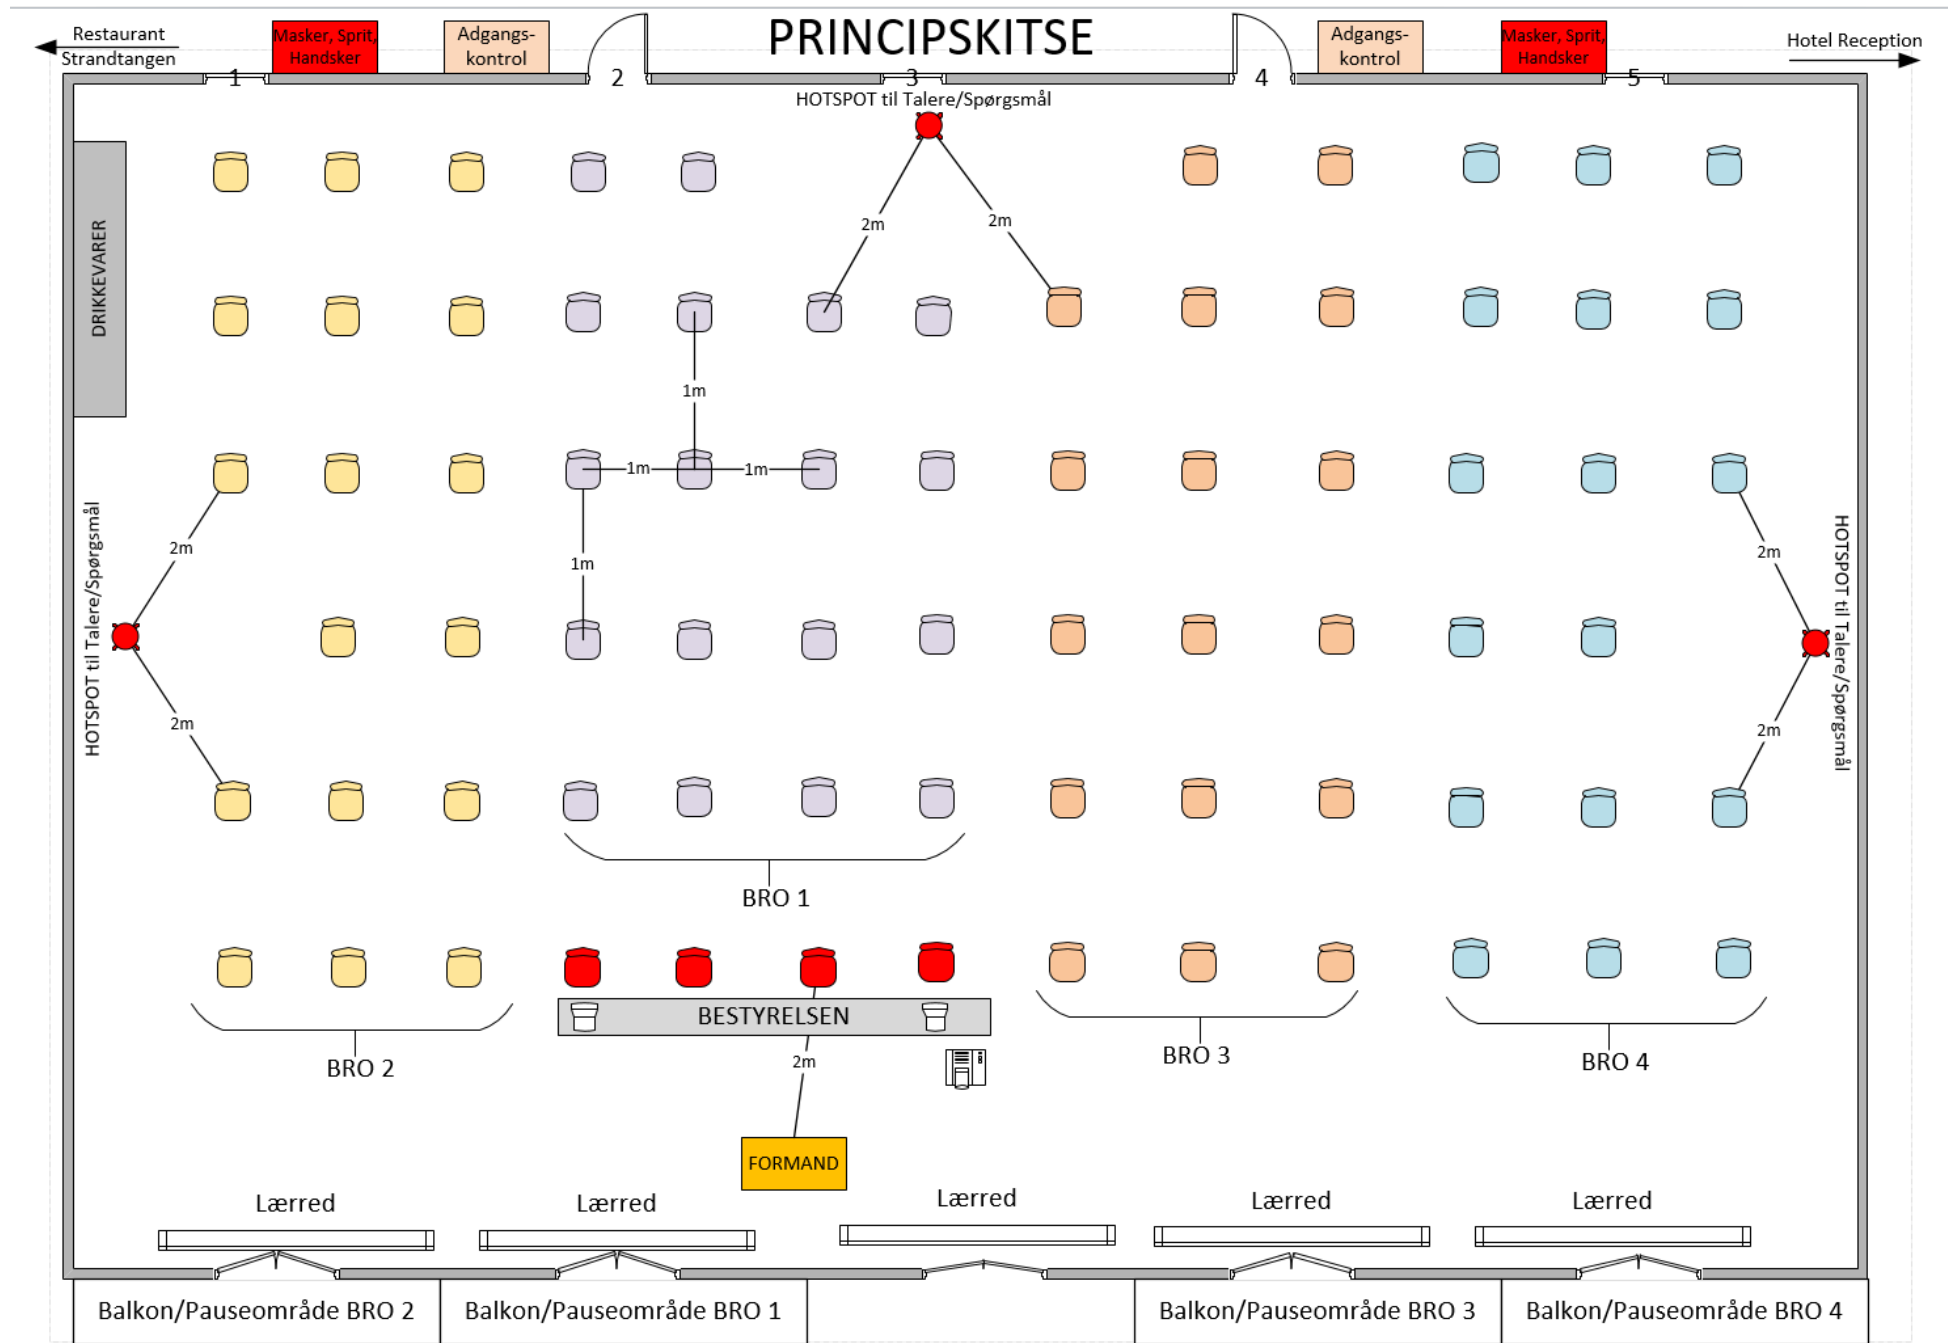 PRINCIPSKITSE
Restaurant
Strandtangen
Masker, Sprit,
Handsker
Adgangs-
kontrol
Adgangs-
kontrol
Masker, Sprit,
Handsker
Hotel Reception
1
2
3
4
5
HOTSPOT til Talere/Spørgsmål
DRIKKEVARER
2m
2m
1m
1m
1m
1m
HOTSPOT til Talere/Spørgsmål
2m
2m
HOTSPOT til Talere/Spørgsmål
2m
2m
BRO 1
BESTYRELSEN
BRO 2
BRO 3
BRO 4
2m
FORMAND
Lærred
Lærred
Lærred
Lærred
Lærred
Balkon/Pauseområde BRO 2
Balkon/Pauseområde BRO 1
Balkon/Pauseområde BRO 3
Balkon/Pauseområde BRO 4